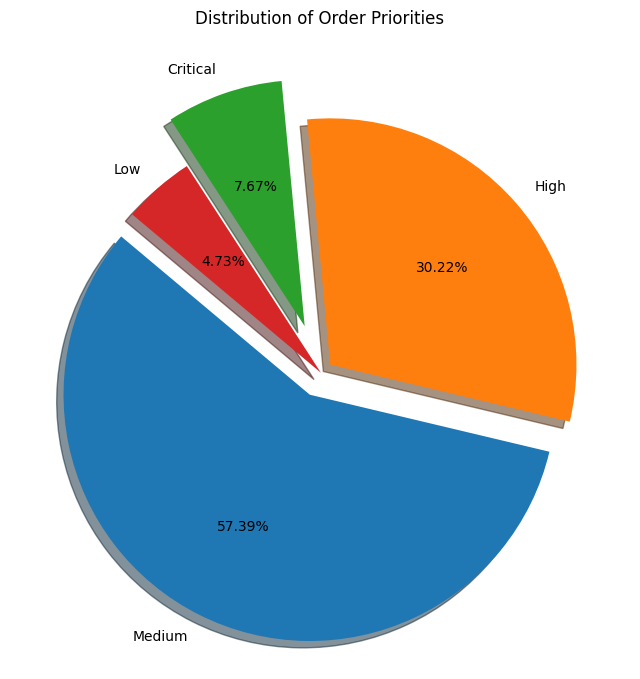 Distribution of Order Priorities
Critical
Low
High
7.67%
4.73%
30.22%
57.39%
Medium